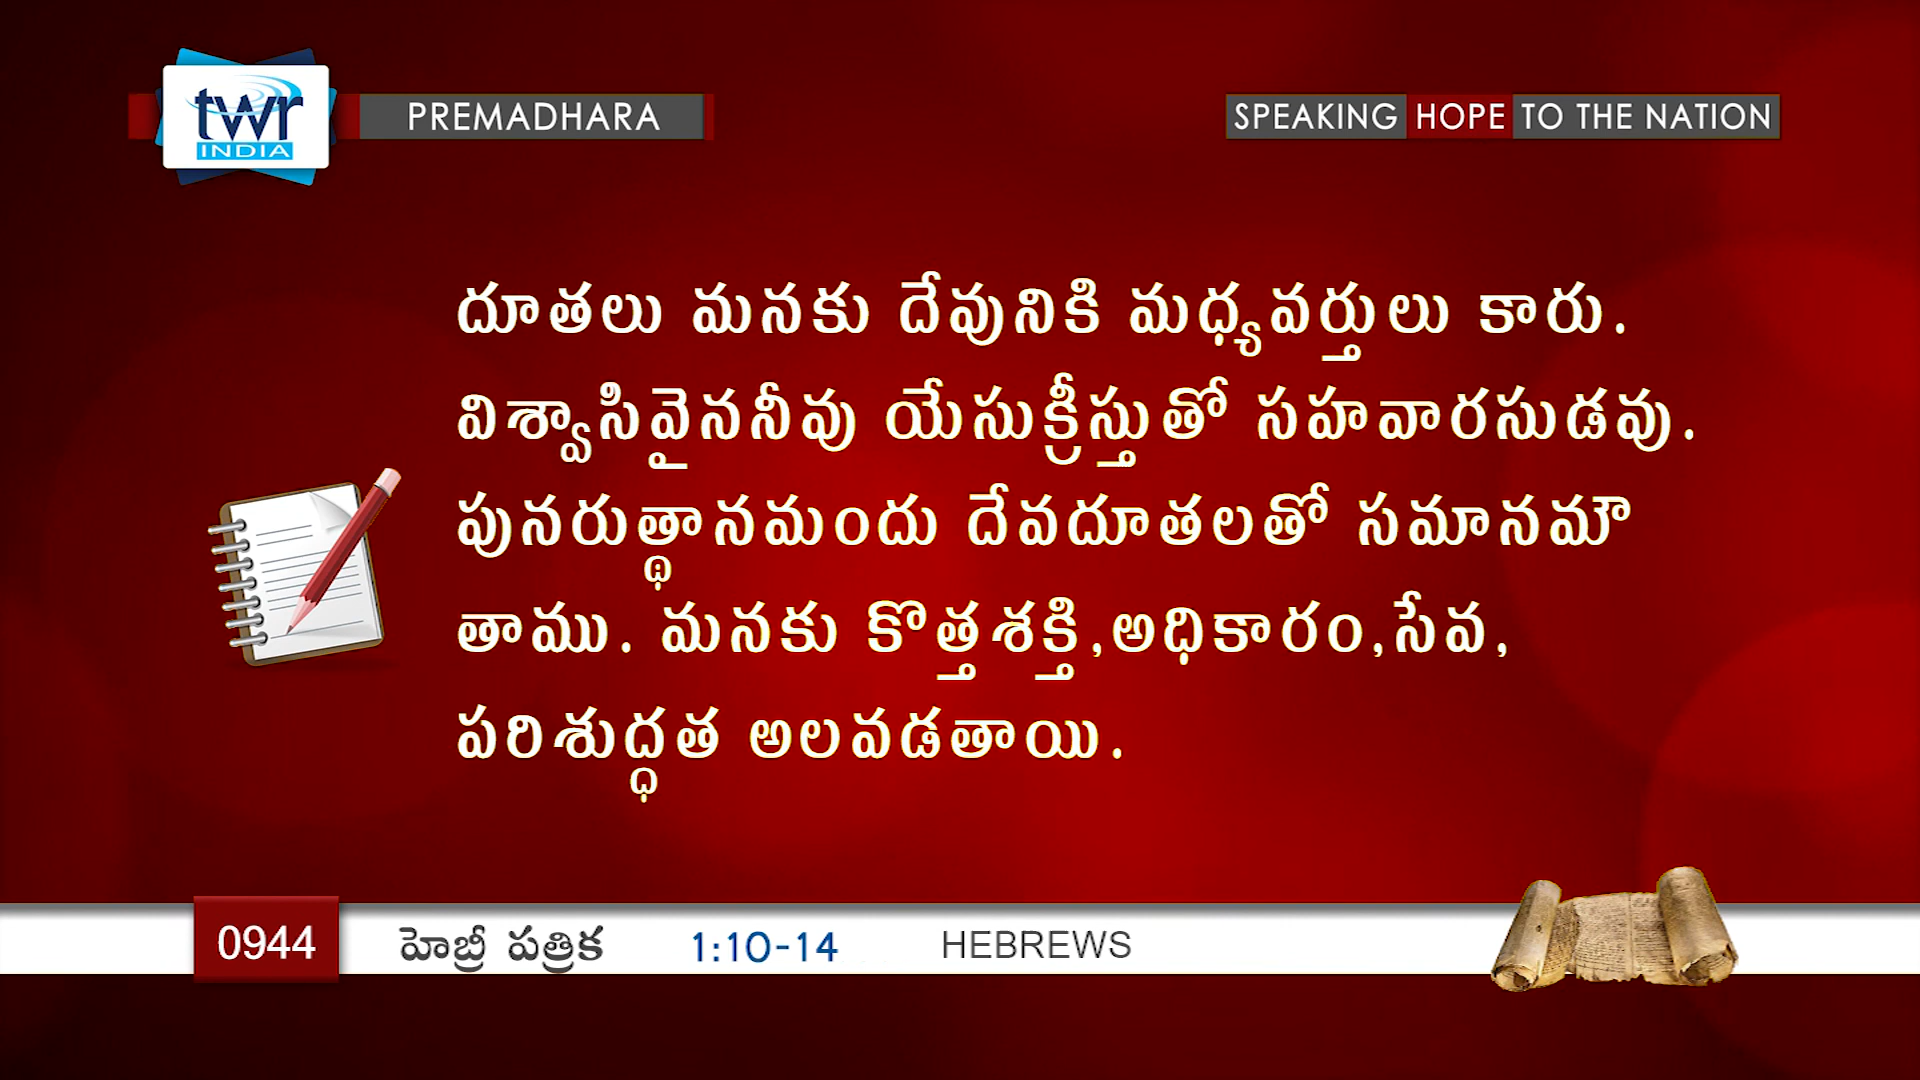 twr
INDIA
PREMADHARA
SPEAKING HOPE TO THE NATION
దూతలు మనకు దేవునికి మధ్యవర్తులు కారు.
విశ్వాసివైననీవు యేసుక్రీస్తుతో సహవారసుడవు.
పునరుత్థానమందు దేవదూతలతో సమానమౌ
తాము. మనకు కొత్తశక్తి,అధికారం,సేవ,
పరిశుద్ధత అలవడతాయి.
0944 హెబ్రీ పత్రిక 1:10-14 HEBREWS